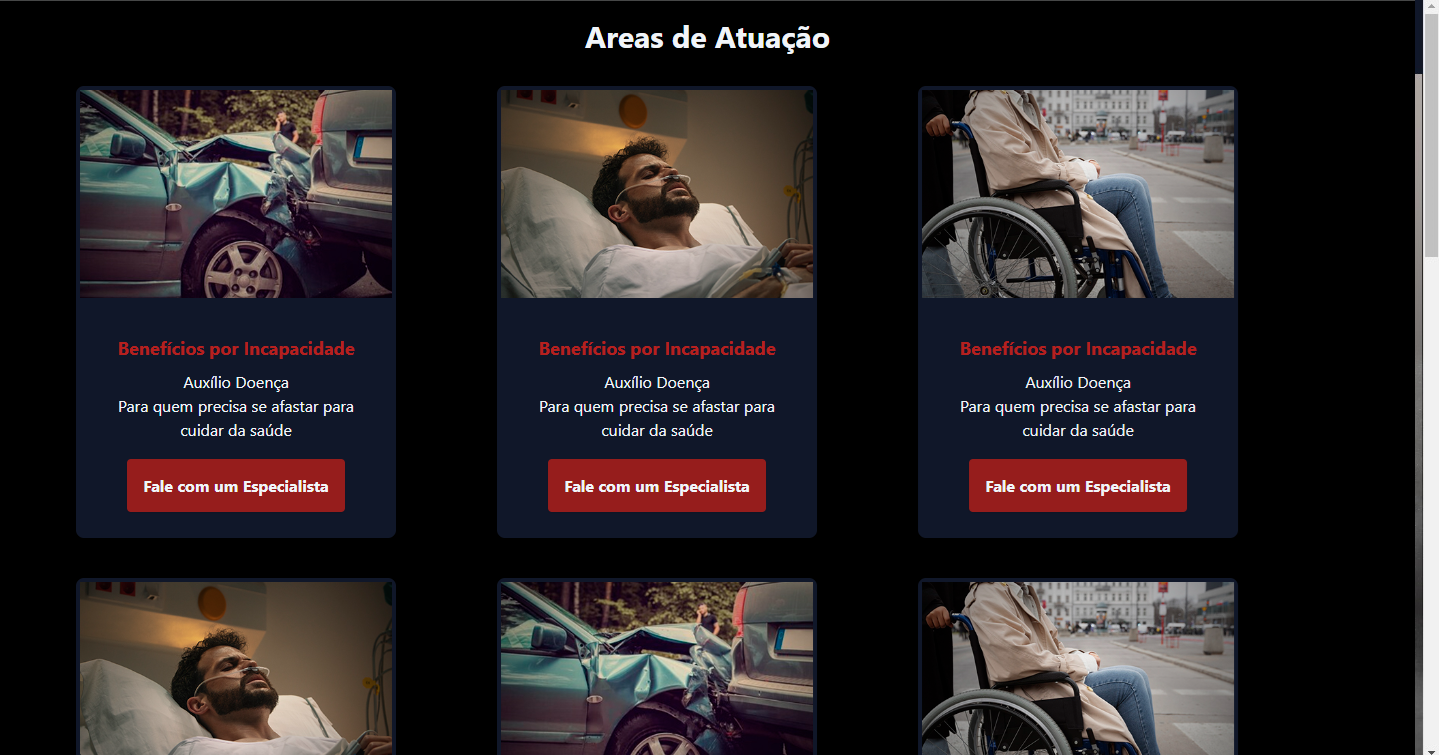 Areas de Atuação
Benefícios por Incapacidade
Auxílio Doença
Para quem precisa se afastar para
cuidar da saúde
Fale com um Especialista
Benefícios por Incapacidade
Auxílio Doença
Para quem precisa se afastar para
cuidar da saúde
Fale com um Especialista
Benefícios por Incapacidade
Auxílio Doença
Para quem precisa se afastar para
cuidar da saúde
Fale com um Especialista